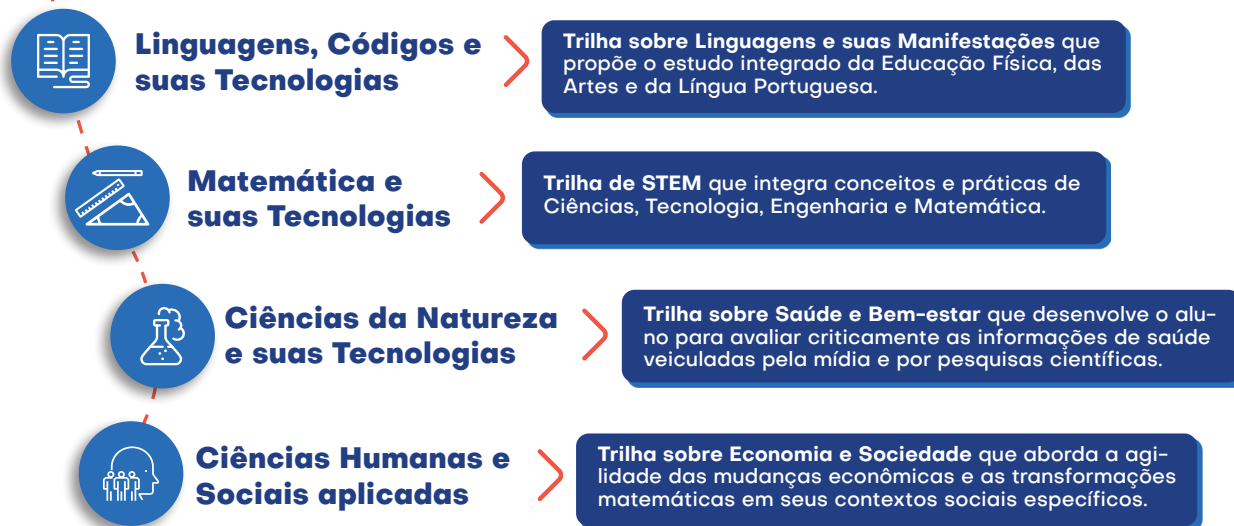 Linguagens, Códigos e
suas Tecnologias
Trilha sobre Linguagens e suas Manifestações que
propõe o estudo integrado da Educação Física, das
Artes e da Língua Portuguesa.
Matemática e
suas Tecnologias
Trilha de STEM que integra conceitos e práticas de
Ciências, Tecnologia, Engenharia e Matemática.
Ciências da Natureza
e suas Tecnologias
Trilha sobre Saúde e Bem-estar que desenvolve o alu-
no para avaliar criticamente as informações de saúde
veiculadas pela mídia e por pesquisas científicas.
Ciências Humanas e
Sociais aplicadas
Trilha sobre Economia e Sociedade que aborda a agi-
lidade das mudanças econômicas e as transformações
matemáticas em seus contextos sociais específicos.